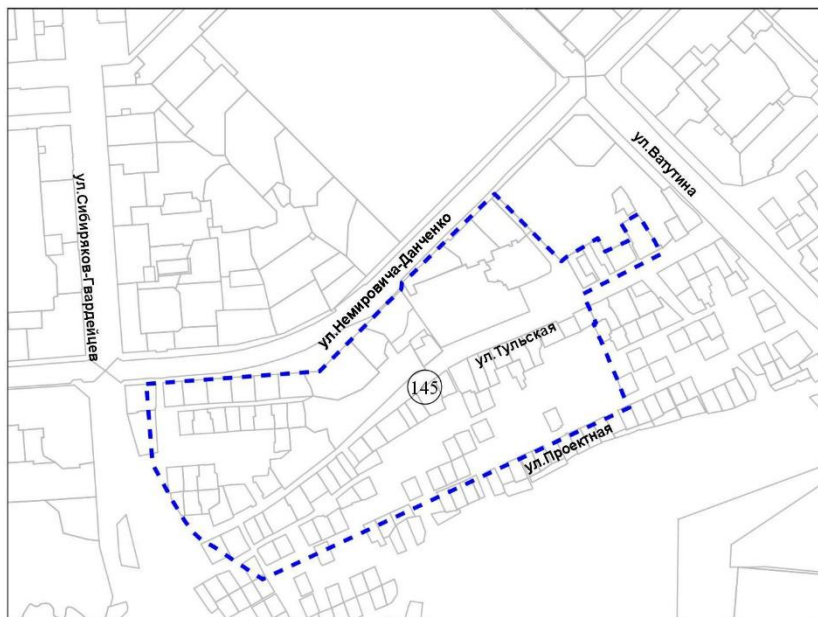 ул.Ватутина
ул.Сибиряков-Гвардейцев
ул.Немировича-Данченко
ул.Тульская
145
ул.Проектная